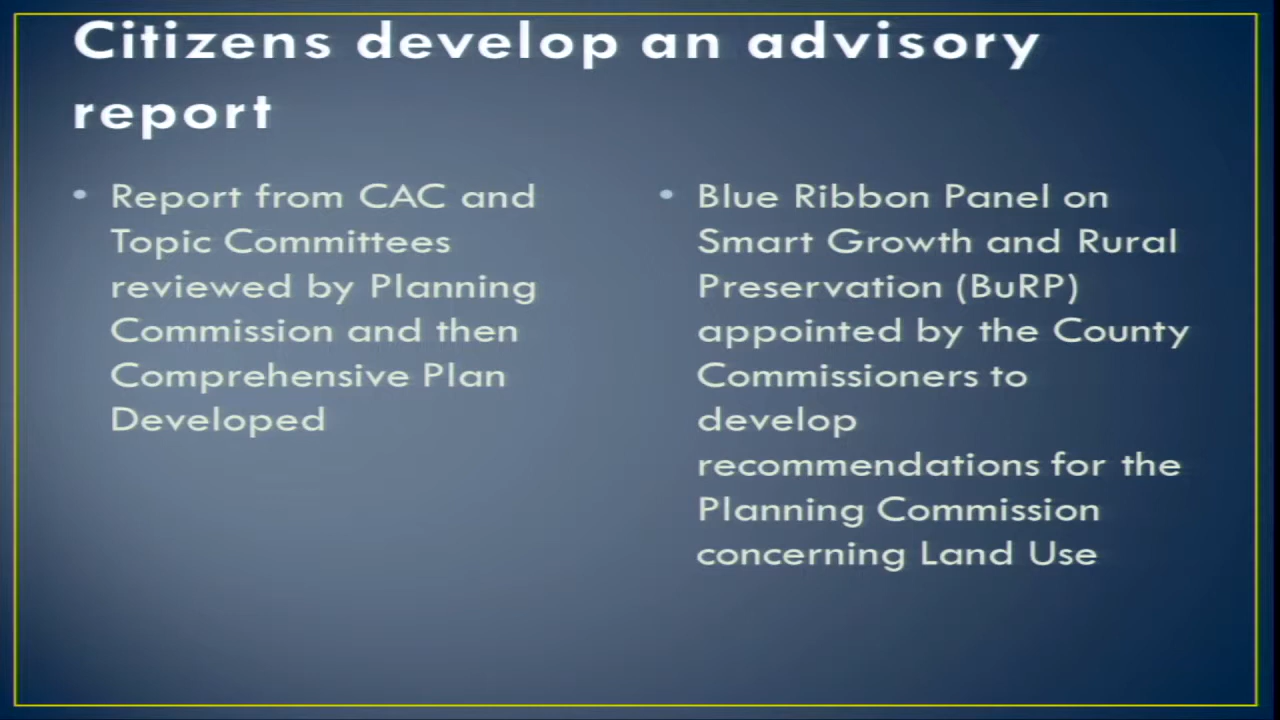 Citizens develop an advisory
report
• Report from CAC and
Topic Committees
reviewed by Planning
Commission and then
Comprehensive Plan
Developed
• Blue Ribbon Panel on
Smart Growth and Rural
Preservation (BuRP)
appointed by the County
Commissioners to
develop
recommendations for the
Planning Commission
concerning Land Use